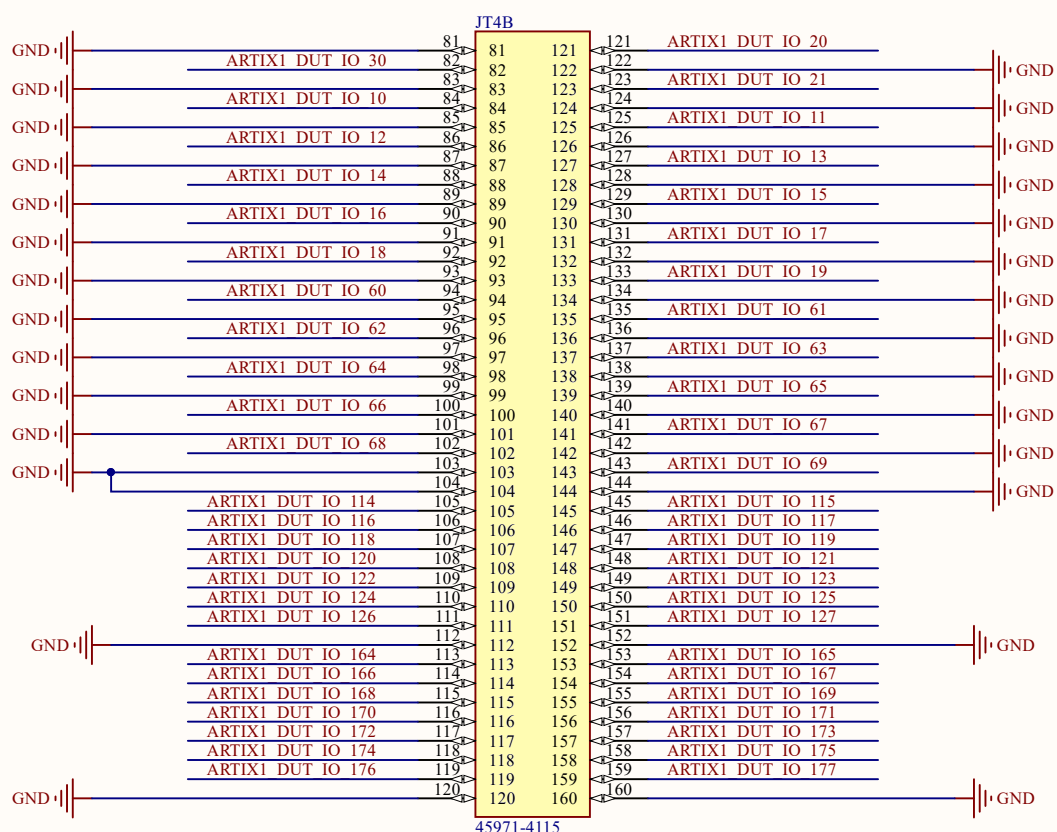 JT4B
GND 81 81 121 121 ARTIX1_DUT_IO_20
ARTIX1_DUT_IO_30 82 82 122 122 GND
GND 83 83 123 123 ARTIX1_DUT_IO_21
ARTIX1_DUT_IO_10 84 84 124 124 GND
GND 85 85 125 125 ARTIX1_DUT_IO_11
ARTIX1_DUT_IO_12 86 86 126 126 GND
GND 87 87 127 127 ARTIX1_DUT_IO_13
ARTIX1_DUT_IO_14 88 88 128 128 GND
GND 89 89 129 129 ARTIX1_DUT_IO_15
ARTIX1_DUT_IO_16 90 90 130 130 GND
GND 91 91 131 131 ARTIX1_DUT_IO_17
ARTIX1_DUT_IO_18 92 92 132 132 GND
GND 93 93 133 133 ARTIX1_DUT_IO_19
ARTIX1_DUT_IO_60 94 94 134 134 GND
GND 95 95 135 135 ARTIX1_DUT_IO_61
ARTIX1_DUT_IO_62 96 96 136 136 GND
GND 97 97 137 137 ARTIX1_DUT_IO_63
ARTIX1_DUT_IO_64 98 98 138 138 GND
GND 99 99 139 139 ARTIX1_DUT_IO_65
ARTIX1_DUT_IO_66 100 100 140 140 GND
GND 101 101 141 141 ARTIX1_DUT_IO_67
ARTIX1_DUT_IO_68 102 102 142 142 GND
GND 103 103 143 143 ARTIX1_DUT_IO_69
104 104 144 144 GND
ARTIX1_DUT_IO_114 105 105 145 145 ARTIX1_DUT_IO_115
ARTIX1_DUT_IO_116 106 106 146 146 ARTIX1_DUT_IO_117
ARTIX1_DUT_IO_118 107 107 147 147 ARTIX1_DUT_IO_119
ARTIX1_DUT_IO_120 108 108 148 148 ARTIX1_DUT_IO_121
ARTIX1_DUT_IO_122 109 109 149 149 ARTIX1_DUT_IO_123
ARTIX1_DUT_IO_124 110 110 150 150 ARTIX1_DUT_IO_125
ARTIX1_DUT_IO_126 111 111 151 151 ARTIX1_DUT_IO_127
GND 112 112 152 152 GND
ARTIX1_DUT_IO_164 113 113 153 153 ARTIX1_DUT_IO_165
ARTIX1_DUT_IO_166 114 114 154 154 ARTIX1_DUT_IO_167
ARTIX1_DUT_IO_168 115 115 155 155 ARTIX1_DUT_IO_169
ARTIX1_DUT_IO_170 116 116 156 156 ARTIX1_DUT_IO_171
ARTIX1_DUT_IO_172 117 117 157 157 ARTIX1_DUT_IO_173
ARTIX1_DUT_IO_174 118 118 158 158 ARTIX1_DUT_IO_175
ARTIX1_DUT_IO_176 119 119 159 159 ARTIX1_DUT_IO_177
GND 120 120 160 160 GND
45971-4115